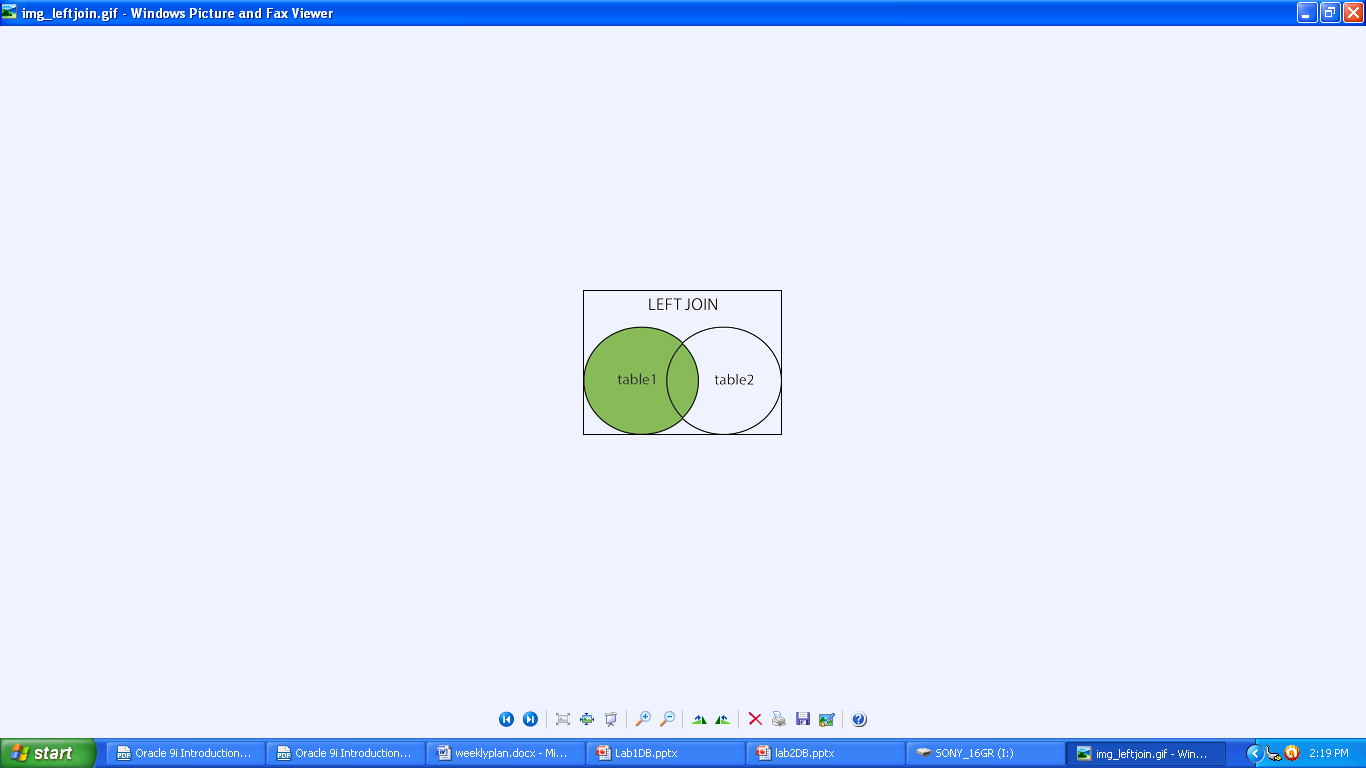 img_leftjoin.gif - Windows Picture and Fax Viewer
LEFT JOIN
table1 table2
start Oracle 9i Introduction... Oracle 9i Introduction... weeklyplan.docx - Mi... Lab1DB.pptx lab2DB.pptx SONY_16GR (I:) img_leftjoin.gif - Win... 2:19 PM